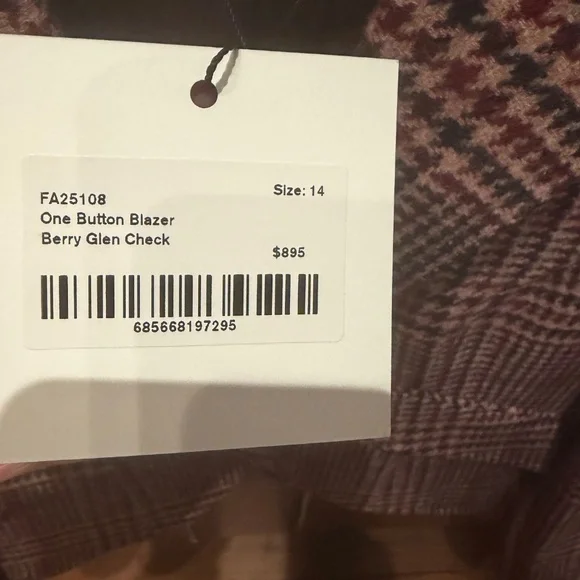 FA25108
Size: 14
One Button Blazer
Berry Glen Check
$895
685668197295